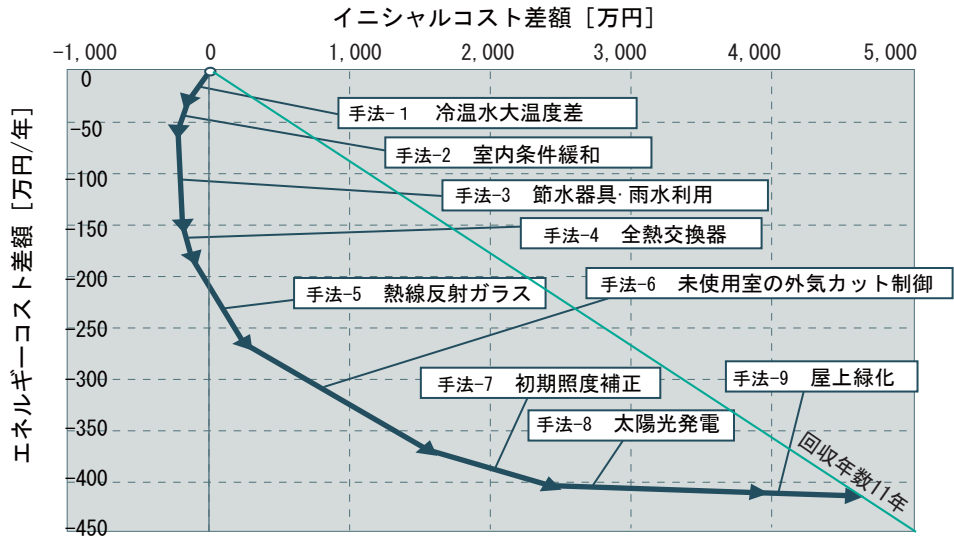 イニシャルコスト差額［万円］
-1,000 0 1,000 2,000 3,000 4,000 5,000
エネルギーコスト差額［万円/年］
0
-50
-100
-150
-200
-250
-300
-350
-400
-450
手法-1 冷温水大温度差
手法-2 室内条件緩和
手法-3 節水器具・雨水利用
手法-4 全熱交換器
手法-5 熱線反射ガラス
手法-6 未使用室の外気カット制御
手法-7 初期照度補正
手法-8 太陽光発電
手法-9 屋上緑化
回収年数11年